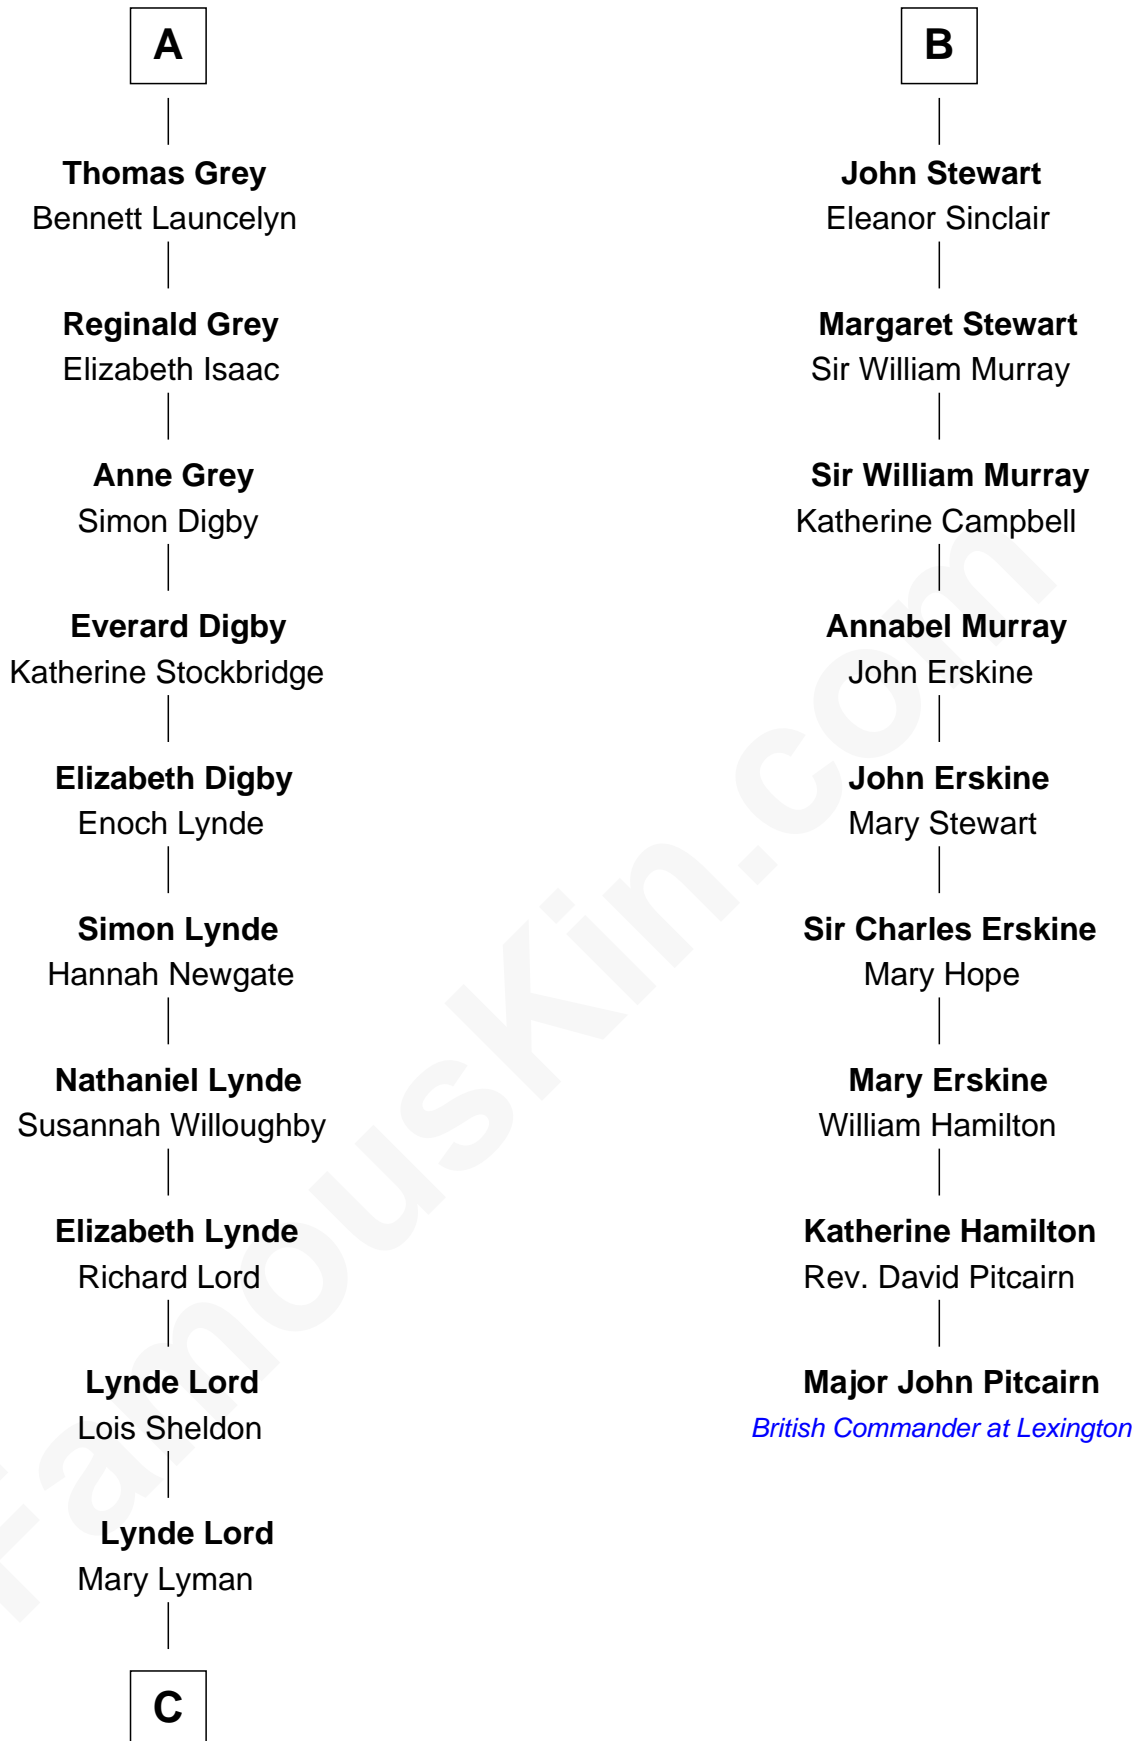 A
Thomas Grey
Bennett Launcelyn
Reginald Grey
Elizabeth Isaac
Anne Grey
Simon Digby
Everard Digby
Katherine Stockbridge
Elizabeth Digby
Enoch Lynde
Simon Lynde
Hannah Newgate
Nathaniel Lynde
Susannah Willoughby
Elizabeth Lynde
Richard Lord
Lynde Lord
Lois Sheldon
Lynde Lord
Mary Lyman
C
B
John Stewart
Eleanor Sinclair
Margaret Stewart
Sir William Murray
Sir William Murray
Katherine Campbell
Annabel Murray
John Erskine
John Erskine
Mary Stewart
Sir Charles Erskine
Mary Hope
Mary Erskine
William Hamilton
Katherine Hamilton
Rev. David Pitcairn
Major John Pitcairn
British Commander at Lexington
FamousKin.com